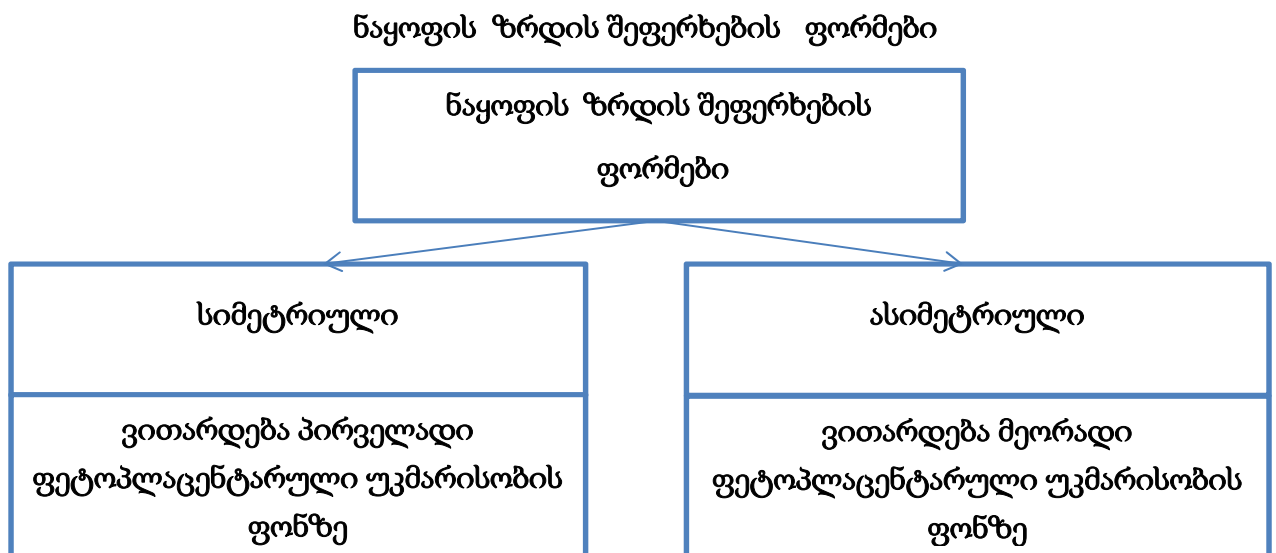 ნაყოფის ზრდის შეფერხების ფორმები
ნაყოფის ზრდის შეფერხების
ფორმები
სიმეტრიული
ასიმეტრიული
ვითარდება პირველადი
ფეტოპლაცენტარული უკმარისობის
ფონზე
ვითარდება მეორადი
ფეტოპლაცენტარული უკმარისობის
ფონზე